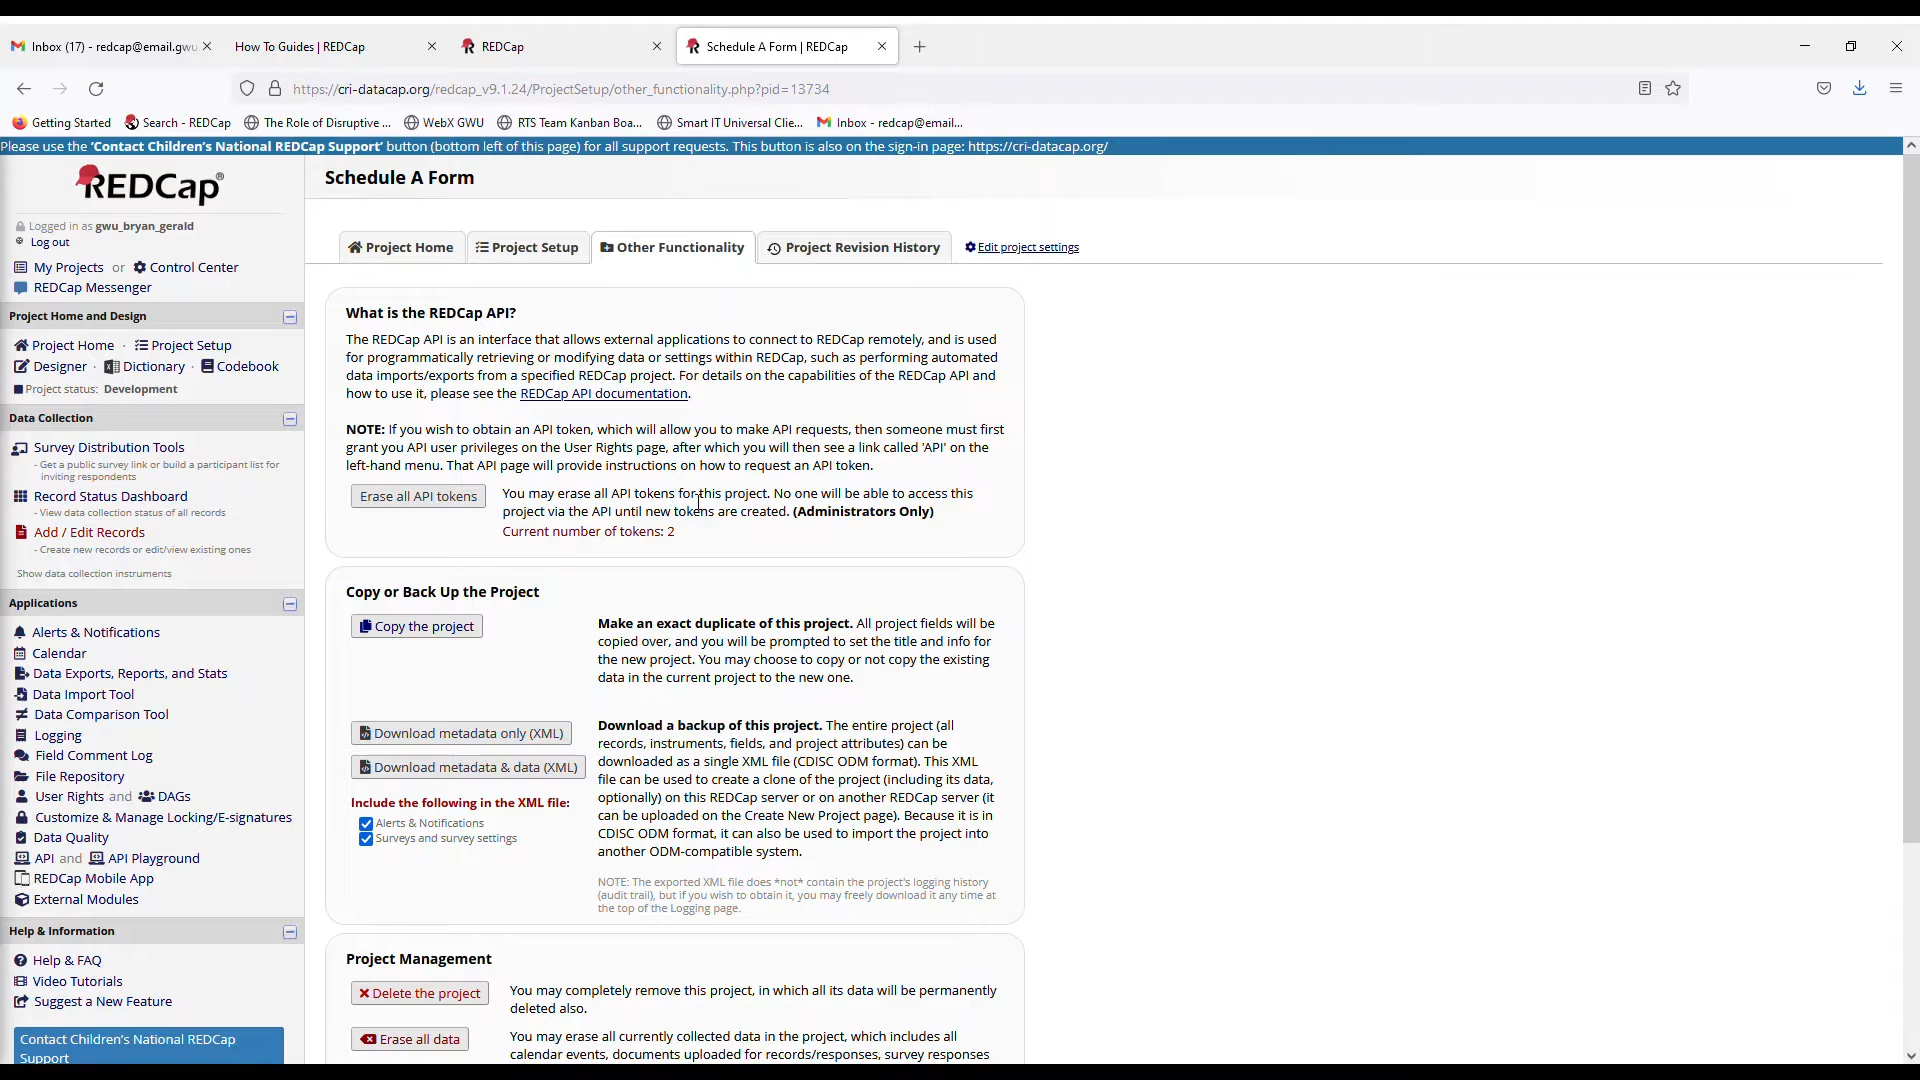 Inbox (17) - redcap@email.gwu
How To Guides | REDCap
REDCap
Schedule A Form | REDCap
https://cri-datacap.org/redcap_v9.1.24/ProjectSetup/other_functionality.php?pid=13734
Getting Started
Search - REDCap
The Role of Disruptive ...
WebX GWU
RTS Team Kanban Boa...
Smart IT Universal Clie...
Inbox - redcap@email...
Please use the 'Contact Children's National REDCap Support' button (bottom left of this page) for all support requests. This button is also on the sign-in page: https://cri-datacap.org/
REDCap®
Logged in as gwu_bryan_gerald
Log out
My Projects or Control Center
REDCap Messenger
Project Home and Design
Project Home · Project Setup
Designer · Dictionary · Codebook
Project status: Development
Data Collection
Survey Distribution Tools
- Get a public survey link or build a participant list for
inviting respondents
Record Status Dashboard
- View data collection status of all records
Add / Edit Records
- Create new records or edit/view existing ones
Show data collection instruments
Applications
Alerts & Notifications
Calendar
Data Exports, Reports, and Stats
Data Import Tool
Data Comparison Tool
Logging
Field Comment Log
File Repository
User Rights and DAGs
Customize & Manage Locking/E-signatures
Data Quality
API and API Playground
REDCap Mobile App
External Modules
Help & Information
Help & FAQ
Video Tutorials
Suggest a New Feature
Contact Children's National REDCap
Support
Schedule A Form
Project Home
Project Setup
Other Functionality
Project Revision History
Edit project settings
What is the REDCap API?
The REDCap API is an interface that allows external applications to connect to REDCap remotely, and is used
for programmatically retrieving or modifying data or settings within REDCap, such as performing automated
data imports/exports from a specified REDCap project. For details on the capabilities of the REDCap API and
how to use it, please see the REDCap API documentation.
NOTE: If you wish to obtain an API token, which will allow you to make API requests, then someone must first
grant you API user privileges on the User Rights page, after which you will then see a link called 'API' on the
left-hand menu. That API page will provide instructions on how to request an API token.
Erase all API tokens
You may erase all API tokens for this project. No one will be able to access this
project via the API until new tokens are created. (Administrators Only)
Current number of tokens: 2
Copy or Back Up the Project
Copy the project
Make an exact duplicate of this project. All project fields will be
copied over, and you will be prompted to set the title and info for
the new project. You may choose to copy or not copy the existing
data in the current project to the new one.
Download metadata only (XML)
Download metadata & data (XML)
Include the following in the XML file:
Alerts & Notifications
Surveys and survey settings
Download a backup of this project. The entire project (all
records, instruments, fields, and project attributes) can be
downloaded as a single XML file (CDISC ODM format). This XML
file can be used to create a clone of the project (including its data,
optionally) on this REDCap server or on another REDCap server (it
can be uploaded on the Create New Project page). Because it is in
CDISC ODM format, it can also be used to import the project into
another ODM-compatible system.
NOTE: The exported XML file does *not* contain the project's logging history
(audit trail), but if you wish to obtain it, you may freely download it any time at
the top of the Logging page.
Project Management
Delete the project
You may completely remove this project, in which all its data will be permanently
deleted also.
Erase all data
You may erase all currently collected data in the project, which includes all
calendar events, documents uploaded for records/responses, survey responses